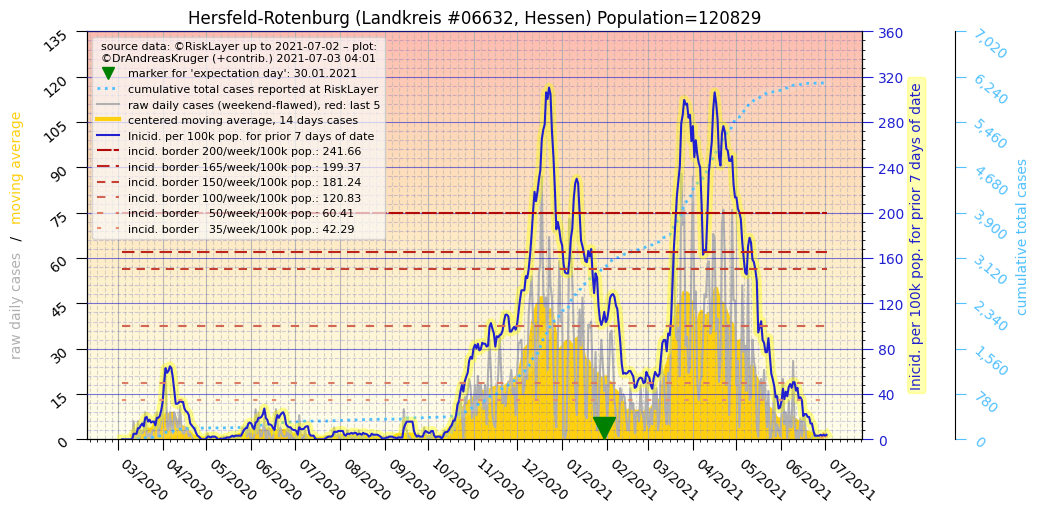 Hersfeld-Rotenburg (Landkreis #06632, Hessen) Population=120829
source data: ©RiskLayer up to 2021-07-02 – plot:
©DrAndreasKruger (+contrib.) 2021-07-03 04:01
marker for 'expectation day': 30.01.2021
cumulative total cases reported at RiskLayer
raw daily cases (weekend-flawed), red: last 5
centered moving average, 14 days cases
Inicid. per 100k pop. for prior 7 days of date
incid. border 200/week/100k pop.: 241.66
incid. border 165/week/100k pop.: 199.37
incid. border 150/week/100k pop.: 181.24
incid. border 100/week/100k pop.: 120.83
incid. border   50/week/100k pop.: 60.41
incid. border   35/week/100k pop.: 42.29
raw daily cases   /   moving average
135
120
105
90
75
60
45
30
15
0
360
320
280
240
200
160
120
80
40
0
Inicid. per 100k pop. for prior 7 days of date
7,020
6,240
5,460
4,680
3,900
3,120
2,340
1,560
780
0
cumulative total cases
03/2020
04/2020
05/2020
06/2020
07/2020
08/2020
09/2020
10/2020
11/2020
12/2020
01/2021
02/2021
03/2021
04/2021
05/2021
06/2021
07/2021